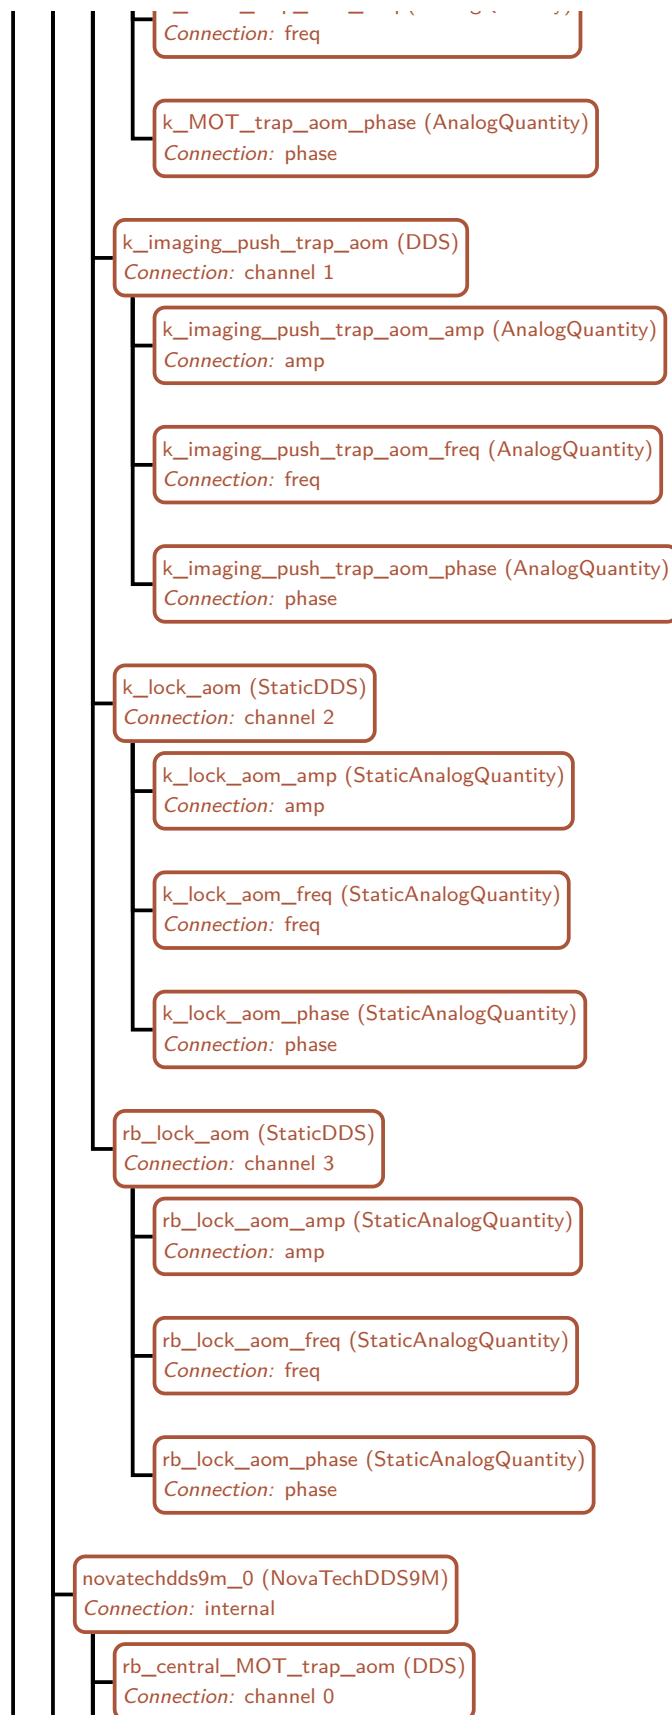 Connection: freq
k_MOT_trap_aom_phase (AnalogQuantity)
Connection: phase
k_imaging_push_trap_aom (DDS)
Connection: channel 1
k_imaging_push_trap_aom_amp (AnalogQuantity)
Connection: amp
k_imaging_push_trap_aom_freq (AnalogQuantity)
Connection: freq
k_imaging_push_trap_aom_phase (AnalogQuantity)
Connection: phase
k_lock_aom (StaticDDS)
Connection: channel 2
k_lock_aom_amp (StaticAnalogQuantity)
Connection: amp
k_lock_aom_freq (StaticAnalogQuantity)
Connection: freq
k_lock_aom_phase (StaticAnalogQuantity)
Connection: phase
rb_lock_aom (StaticDDS)
Connection: channel 3
rb_lock_aom_amp (StaticAnalogQuantity)
Connection: amp
rb_lock_aom_freq (StaticAnalogQuantity)
Connection: freq
rb_lock_aom_phase (StaticAnalogQuantity)
Connection: phase
novatechdds9m_0 (NovaTechDDS9M)
Connection: internal
rb_central_MOT_trap_aom (DDS)
Connection: channel 0